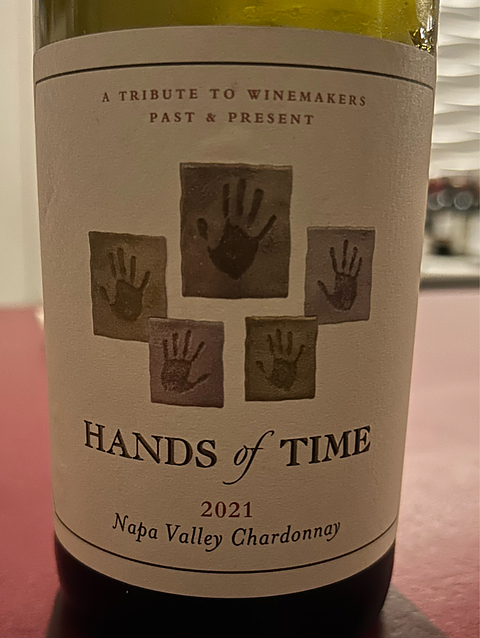 A TRIBUTE TO WINEMAKERS
PAST & PRESENT
HANDS of TIME
2021
Napa Valley Chardonnay